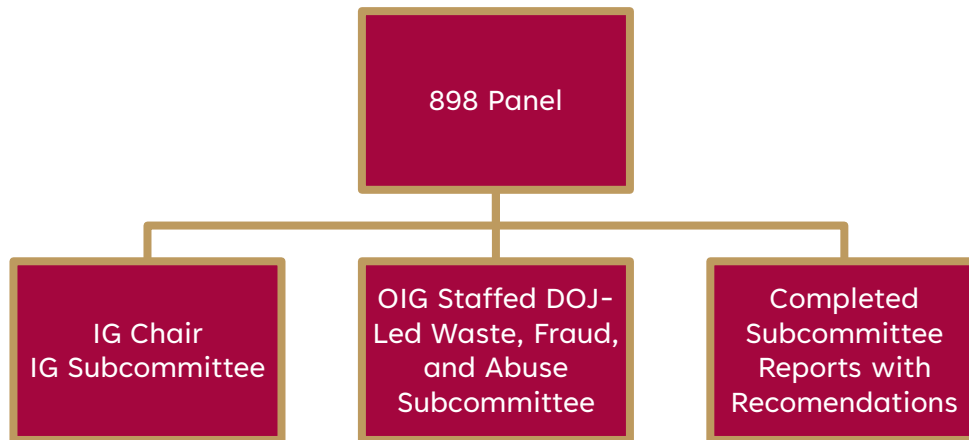 898 Panel
IG Chair
IG Subcommittee
OIG Staffed DOJ-
Led Waste, Fraud,
and Abuse
Subcommittee
Completed
Subcommittee
Reports with
Recomendations